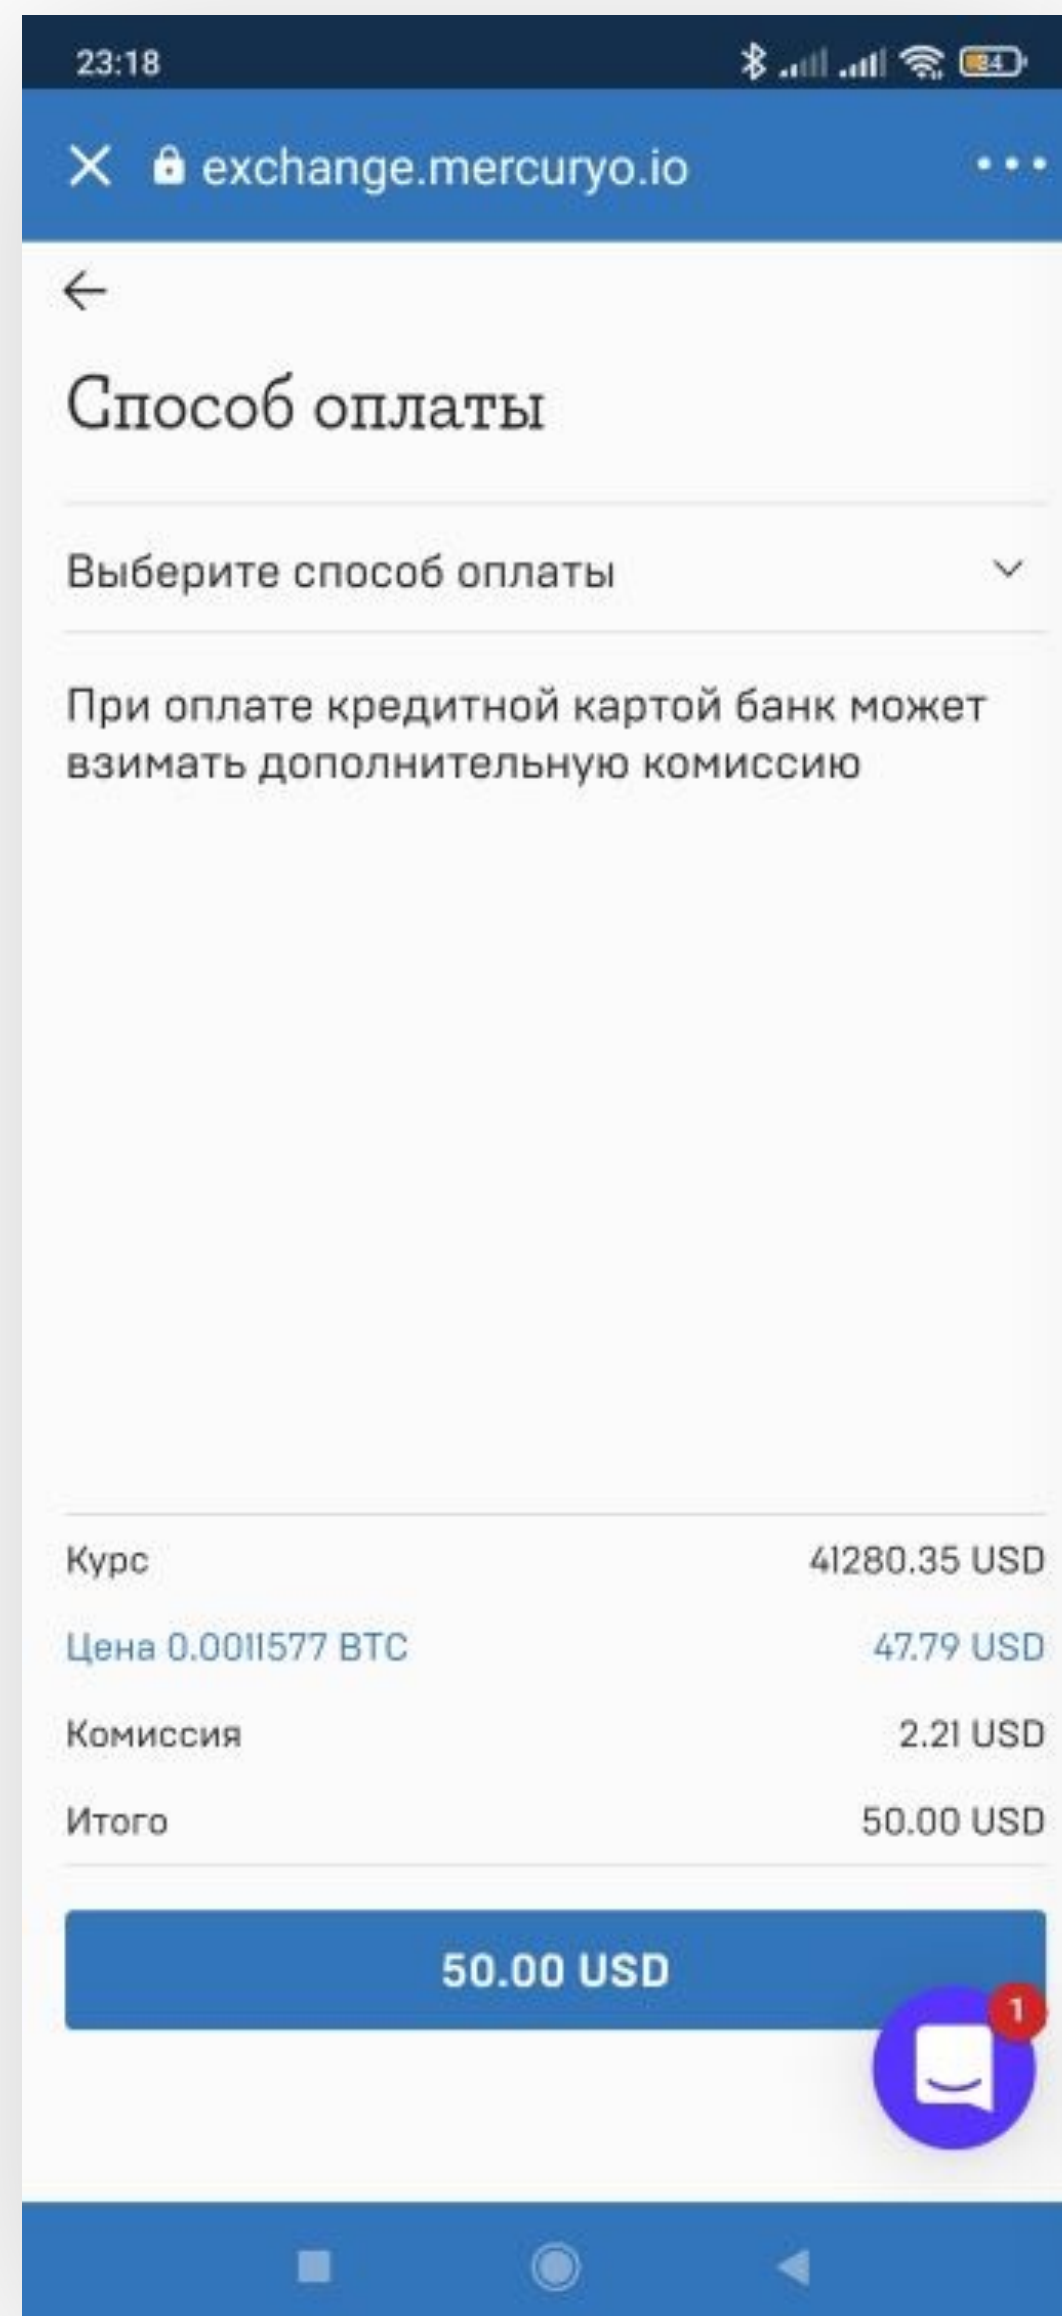 23:18
84
exchange.mercuryo.io
Способ оплаты
Выберите способ оплаты
При оплате кредитной картой банк может
взимать дополнительную комиссию
Курс 41280.35 USD
Цена 0.0011577 BTC 47.79 USD
Комиссия 2.21 USD
Итого 50.00 USD
50.00 USD
1